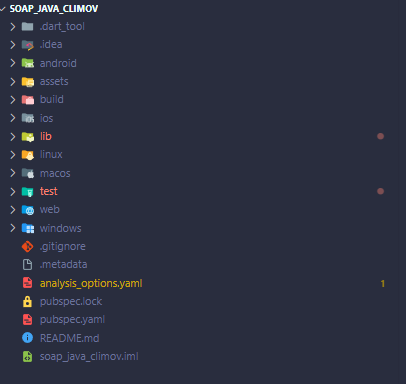 SOAP_JAVA_CLIMOV
.dart_tool
.idea
android
assets
build
ios
lib
linux
macos
test
web
windows
.gitignore
.metadata
analysis_options.yaml 1
pubspec.lock
pubspec.yaml
README.md
soap_java_climov.iml